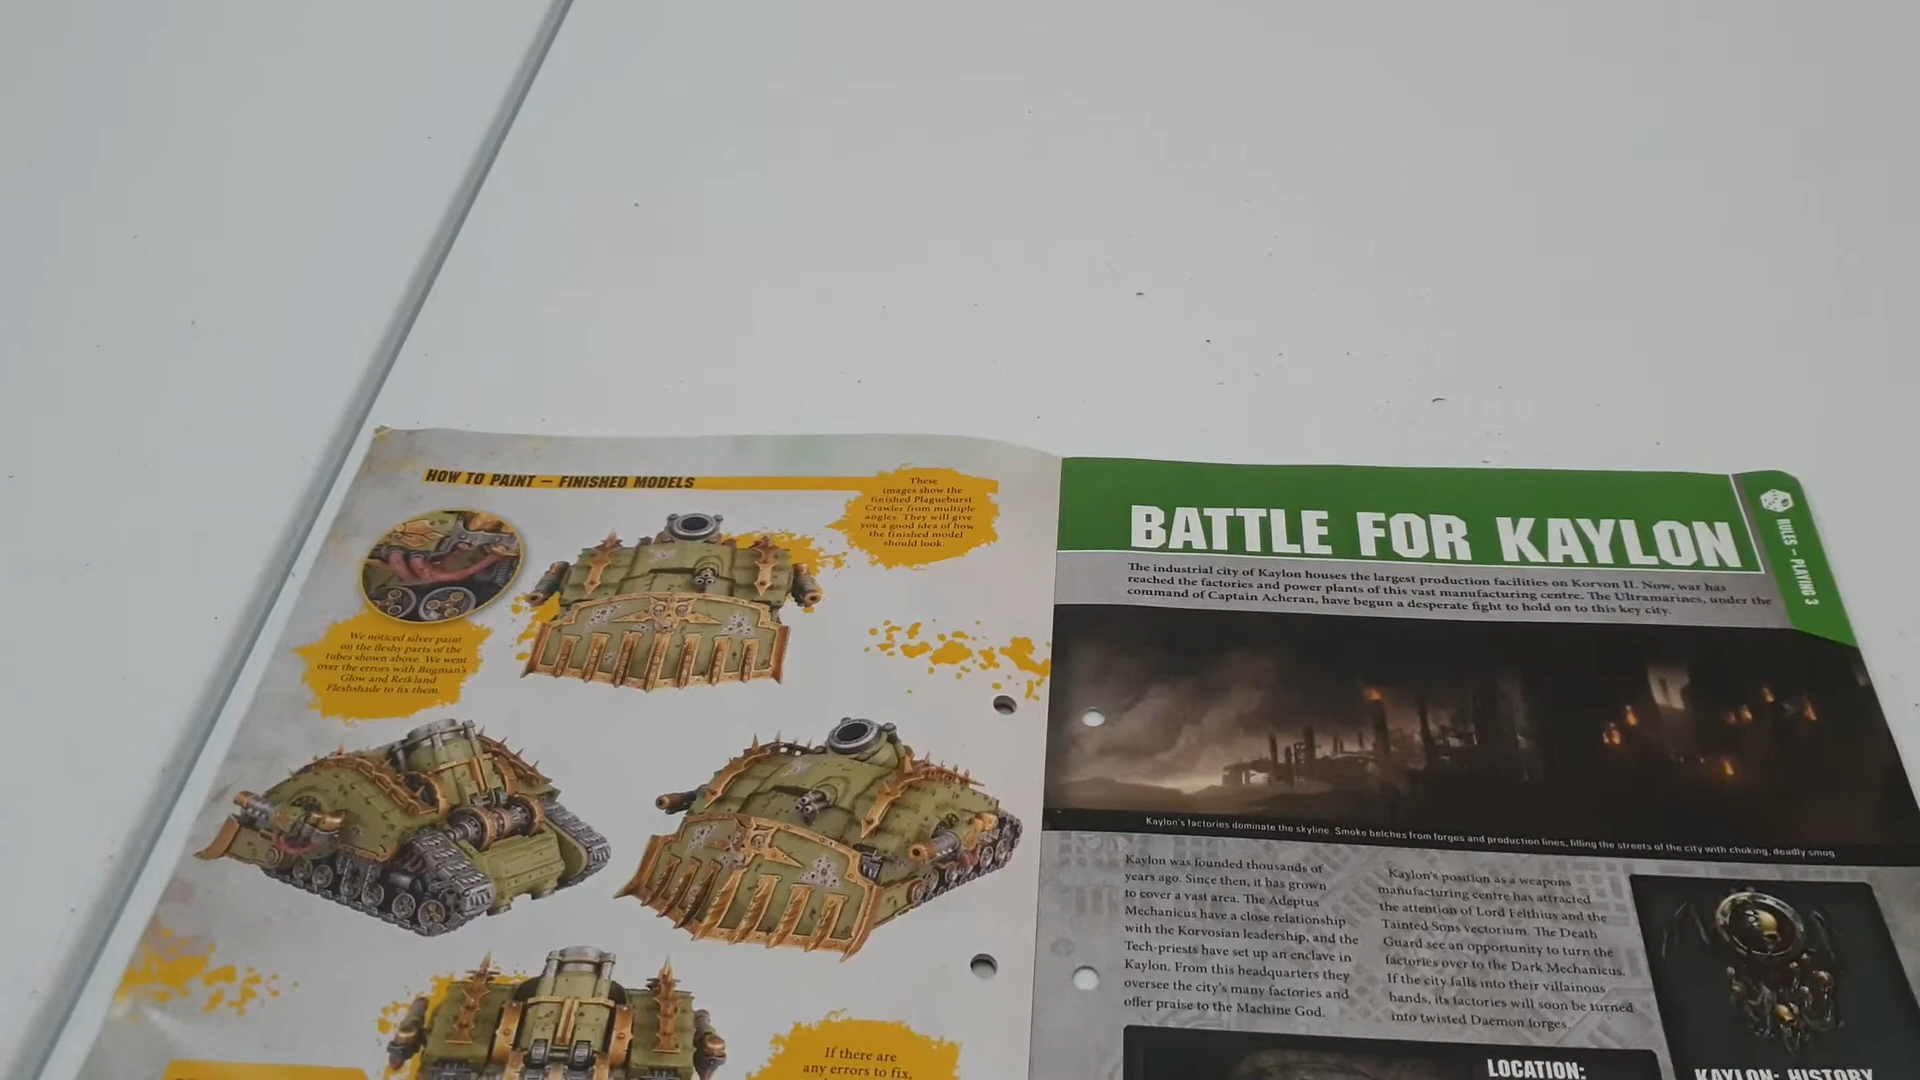 HOW TO PAINT – FINISHED MODELS
These
images show the
finished Plagueburst
Crawler from multiple
angles. They will give
you a good idea of how
the finished model
should look.
We noticed silver paint
on the fleshy parts of the
tubes shown above. We went
over the errors with Bugman's
Glow and Reikland
Fleshshade to fix them.
If there are
any errors to fix,
BATTLE FOR KAYLON
RULES – PLAYING 3
The industrial city of Kaylon houses the largest production facilities on Korvon II. Now, war has
reached the factories and power plants of this vast manufacturing centre. The Ultramarines, under the
command of Captain Acheran, have begun a desperate fight to hold on to this key city.
Kaylon's factories dominate the skyline. Smoke belches from forges and production lines, filling the streets of the city with choking, deadly smog.
Kaylon was founded thousands of
years ago. Since then, it has grown
to cover a vast area. The Adeptus
Mechanicus have a close relationship
with the Korvosian leadership, and the
Tech-priests have set up an enclave in
Kaylon. From this headquarters they
oversee the city's many factories and
offer praise to the Machine God.
Kaylon's position as a weapons
manufacturing centre has attracted
the attention of Lord Felthius and the
Tainted Sons vectorium. The Death
Guard see an opportunity to turn the
factories over to the Dark Mechanicus.
If the city falls into their villainous
hands, its factories will soon be turned
into twisted Daemon forges.
LOCATION:
KAYLON: HISTORY